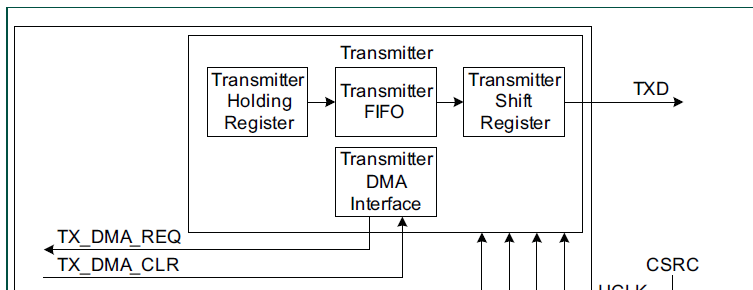 Transmitter
Transmitter
Holding
Register
Transmitter
FIFO
Transmitter
Shift
Register
TXD
Transmitter
DMA
Interface
TX_DMA_REQ
TX_DMA_CLR
CSRC